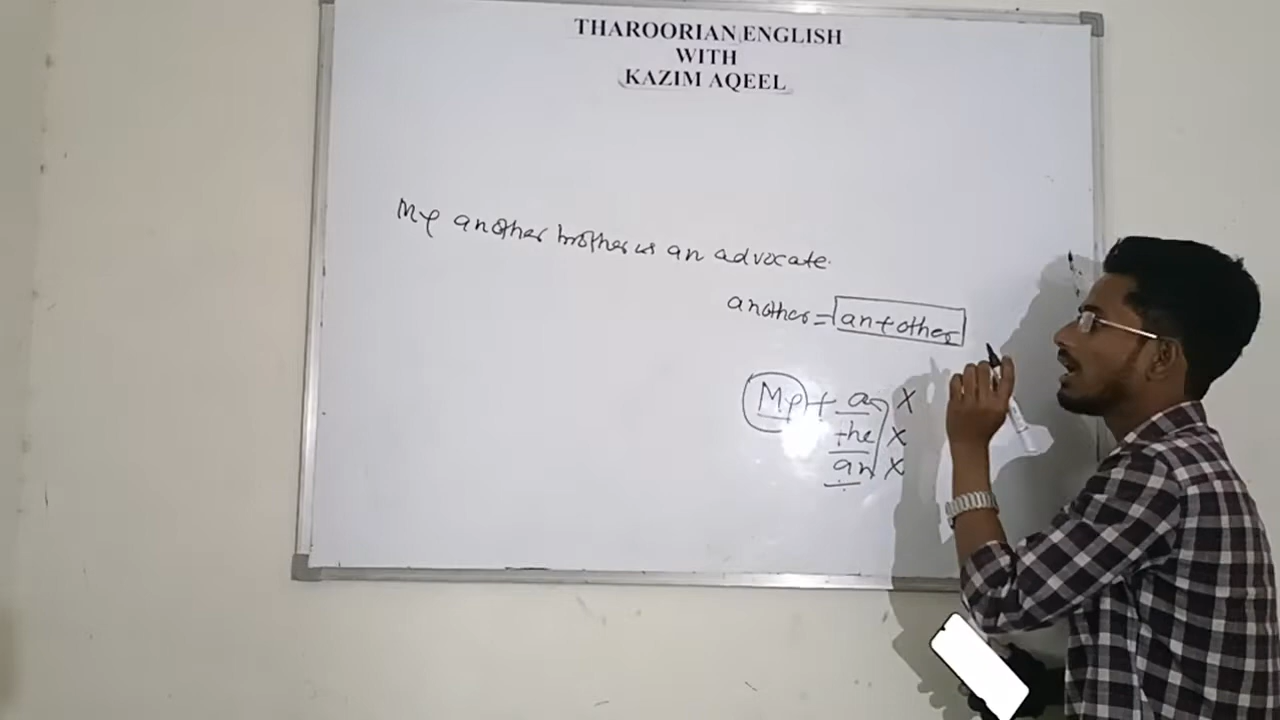 THAROORIAN ENGLISH
WITH
KAZIM AQEEL
My another brother is an advocate.
another = an + other
My + a X
the X
an X